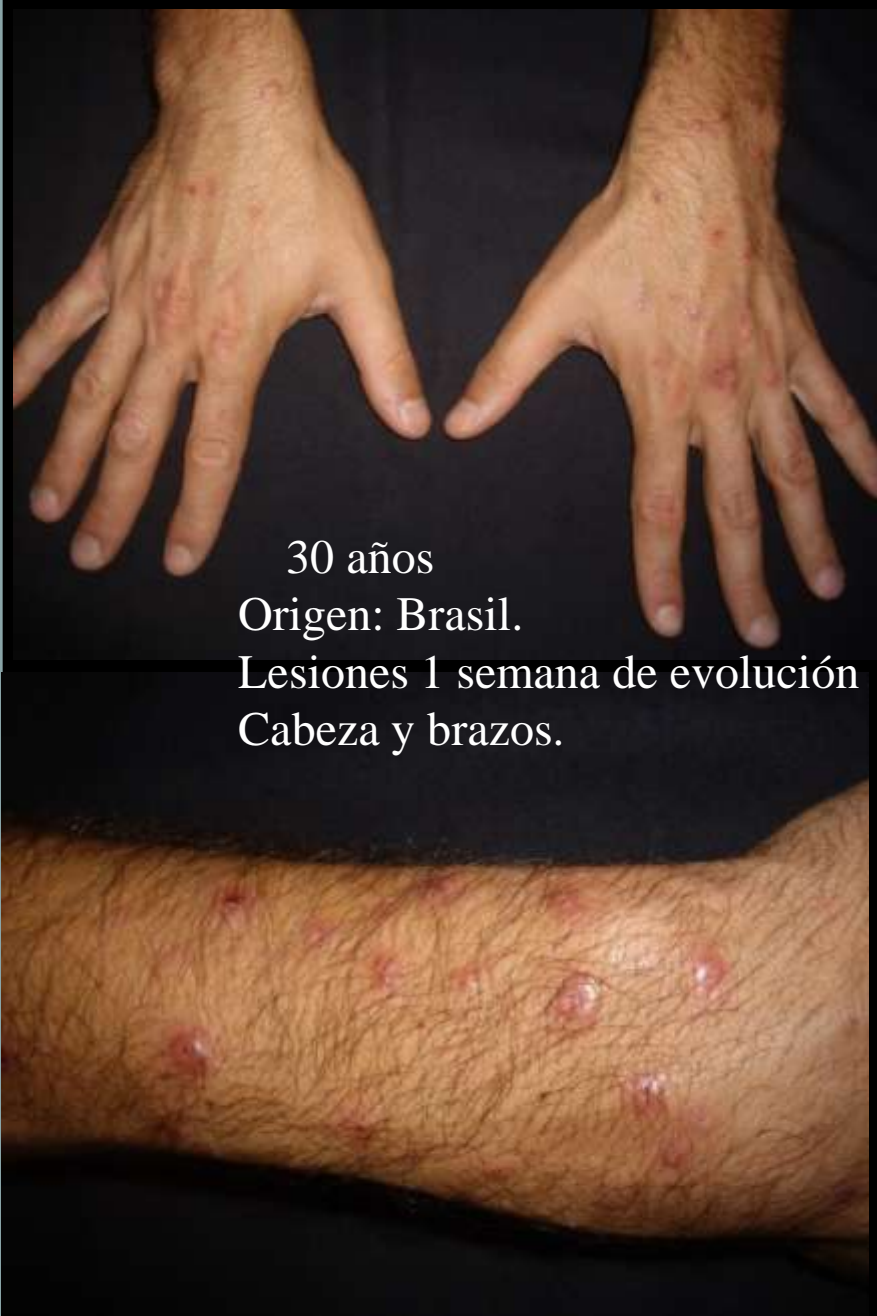 30 años
Origen: Brasil.
Lesiones 1 semana de evolución
Cabeza y brazos.